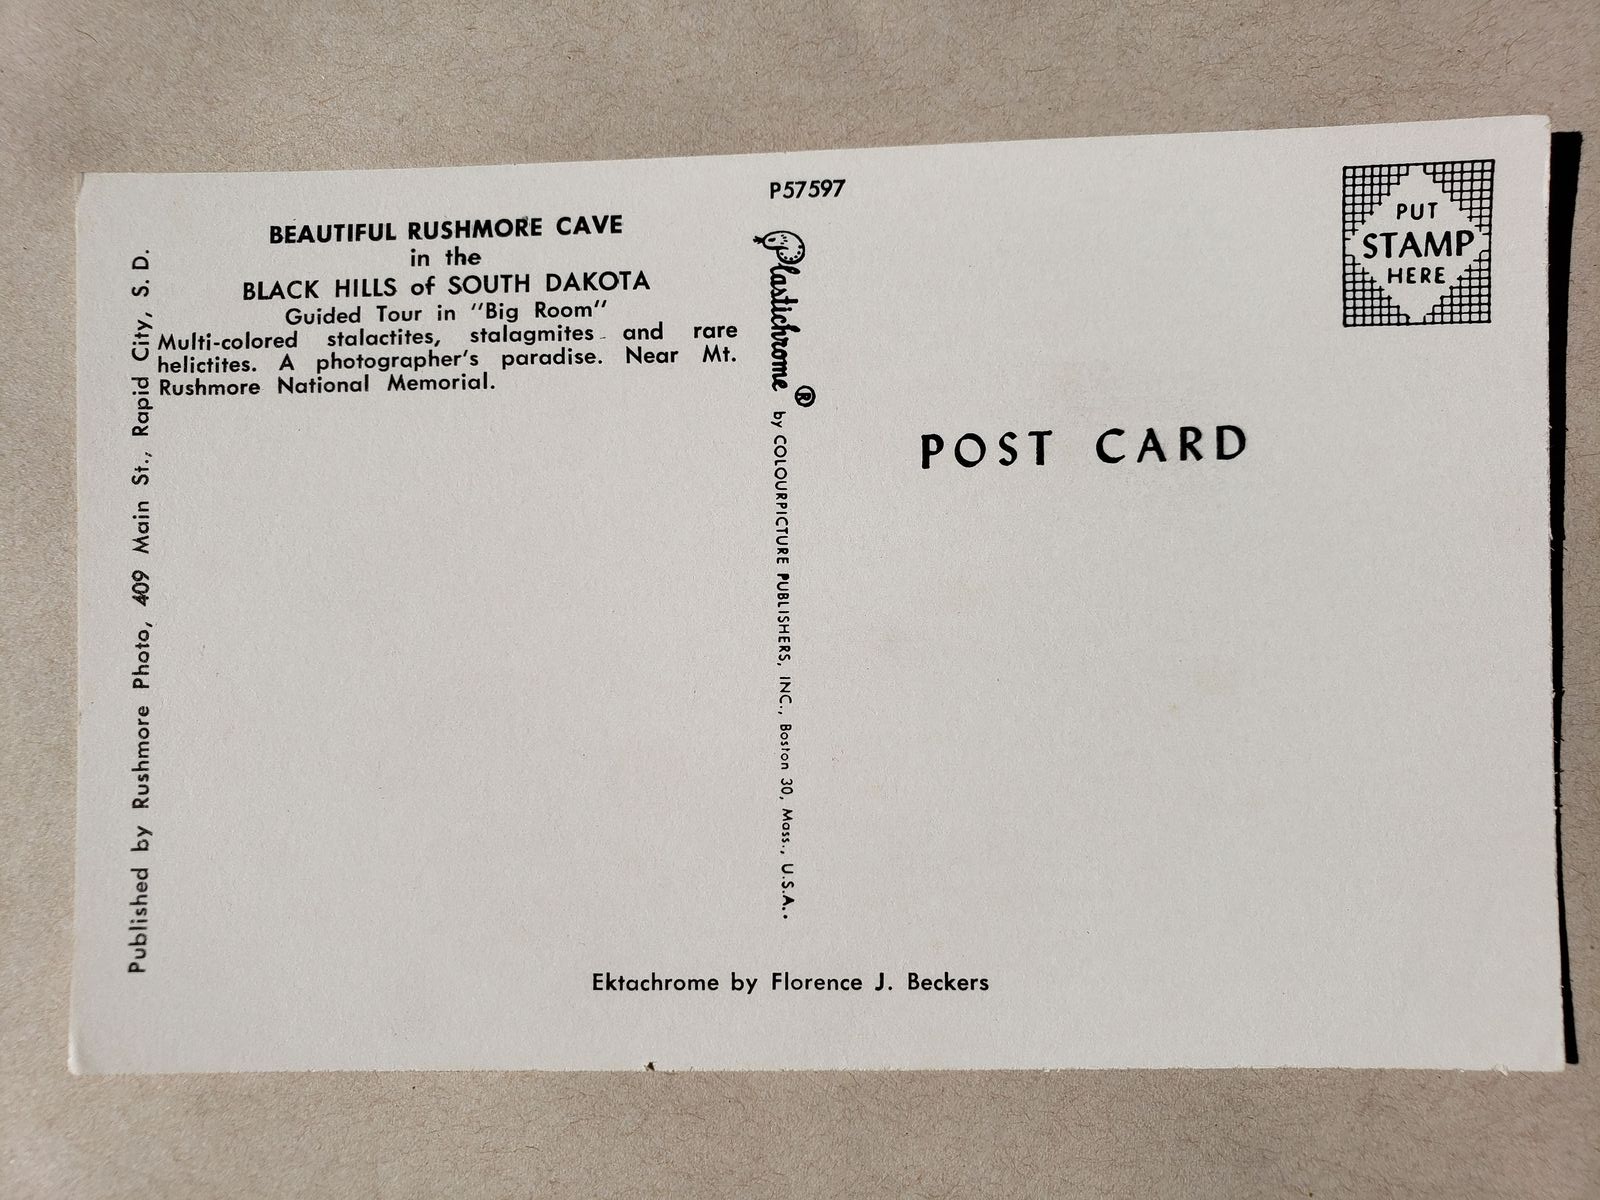 P57597
BEAUTIFUL RUSHMORE CAVE
in the
BLACK HILLS of SOUTH DAKOTA
Guided Tour in "Big Room"
Multi-colored stalactites, stalagmites and rare
helictites. A photographer's paradise. Near Mt.
Rushmore National Memorial.
Published by Rushmore Photo, 409 Main St., Rapid City, S. D.
Plastichrome ® by COLOURPICTURE PUBLISHERS, INC., Boston 30, Mass., U.S.A.
PUT
STAMP
HERE
POST CARD
Ektachrome by Florence J. Beckers